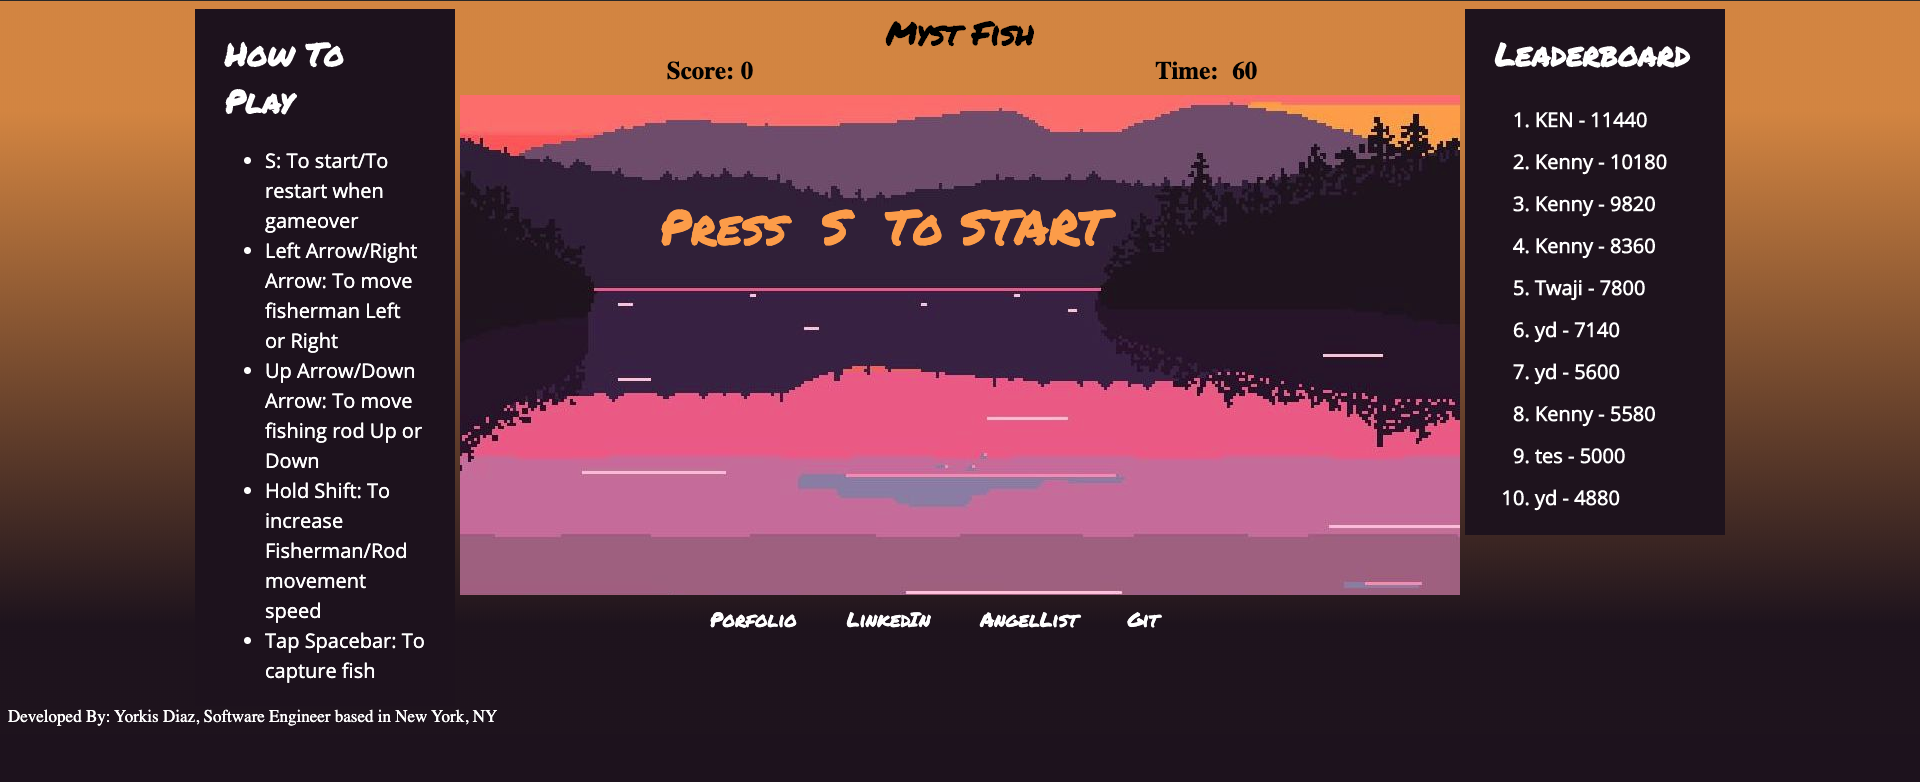 How To
Play
S: To start/To
restart when
gameover
Left Arrow/Right
Arrow: To move
fisherman Left
or Right
Up Arrow/Down
Arrow: To move
fishing rod Up or
Down
Hold Shift: To
increase
Fisherman/Rod
movement
speed
Tap Spacebar: To
capture fish
Myst Fish
Score: 0
Time: 60
Press S To START
Porfolio
LinkedIn
AngelList
Git
Leaderboard
1. KEN - 11440
2. Kenny - 10180
3. Kenny - 9820
4. Kenny - 8360
5. Twaji - 7800
6. yd - 7140
7. yd - 5600
8. Kenny - 5580
9. tes - 5000
10. yd - 4880
Developed By: Yorkis Diaz, Software Engineer based in New York, NY